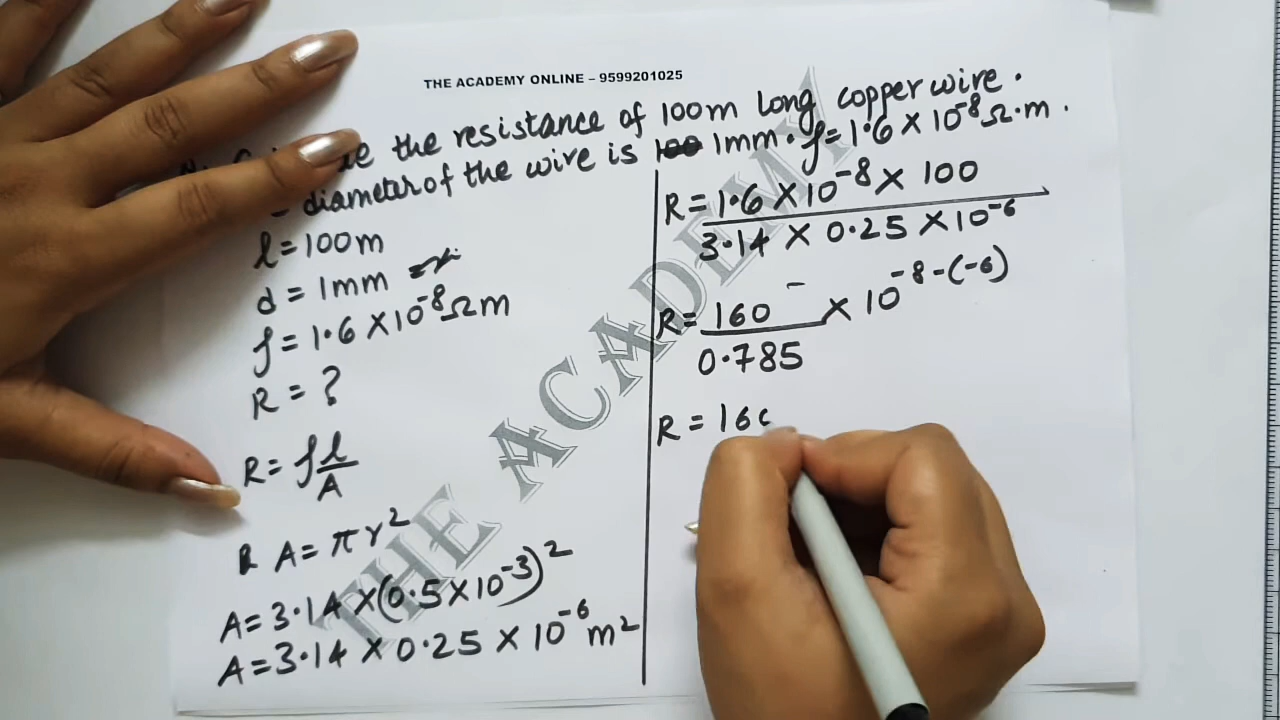 THE ACADEMY ONLINE – 9599201025
the resistance of 100m long copper wire.
diameter of the wire is 1mm. ρ = 1.6 × 10⁻⁸ Ω·m.
l = 100m
d = 1mm
ρ = 1.6 × 10⁻⁸ Ωm
R = ?
R = ρ l/A
A = πr²
A = 3.14 × (0.5 × 10⁻³)²
A = 3.14 × 0.25 × 10⁻⁶ m²
R = 1.6 × 10⁻⁸ × 100
3.14 × 0.25 × 10⁻⁶
R = 160 × 10⁻⁸⁻⁽⁻⁶⁾
0.785
R = 16
THE ACADEMY